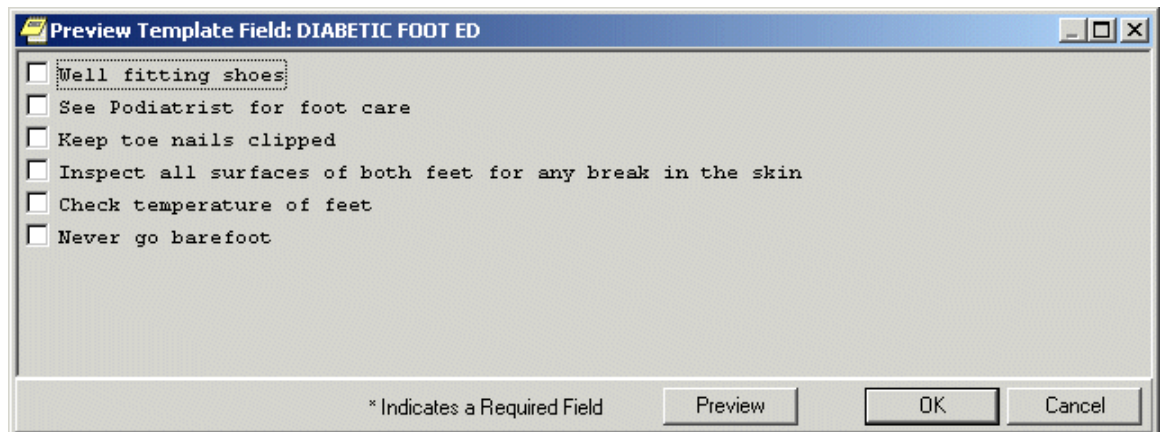 Preview Template Field: DIABETIC FOOT ED
Well fitting shoes
See Podiatrist for foot care
Keep toe nails clipped
Inspect all surfaces of both feet for any break in the skin
Check temperature of feet
Never go barefoot
* Indicates a Required Field Preview OK Cancel